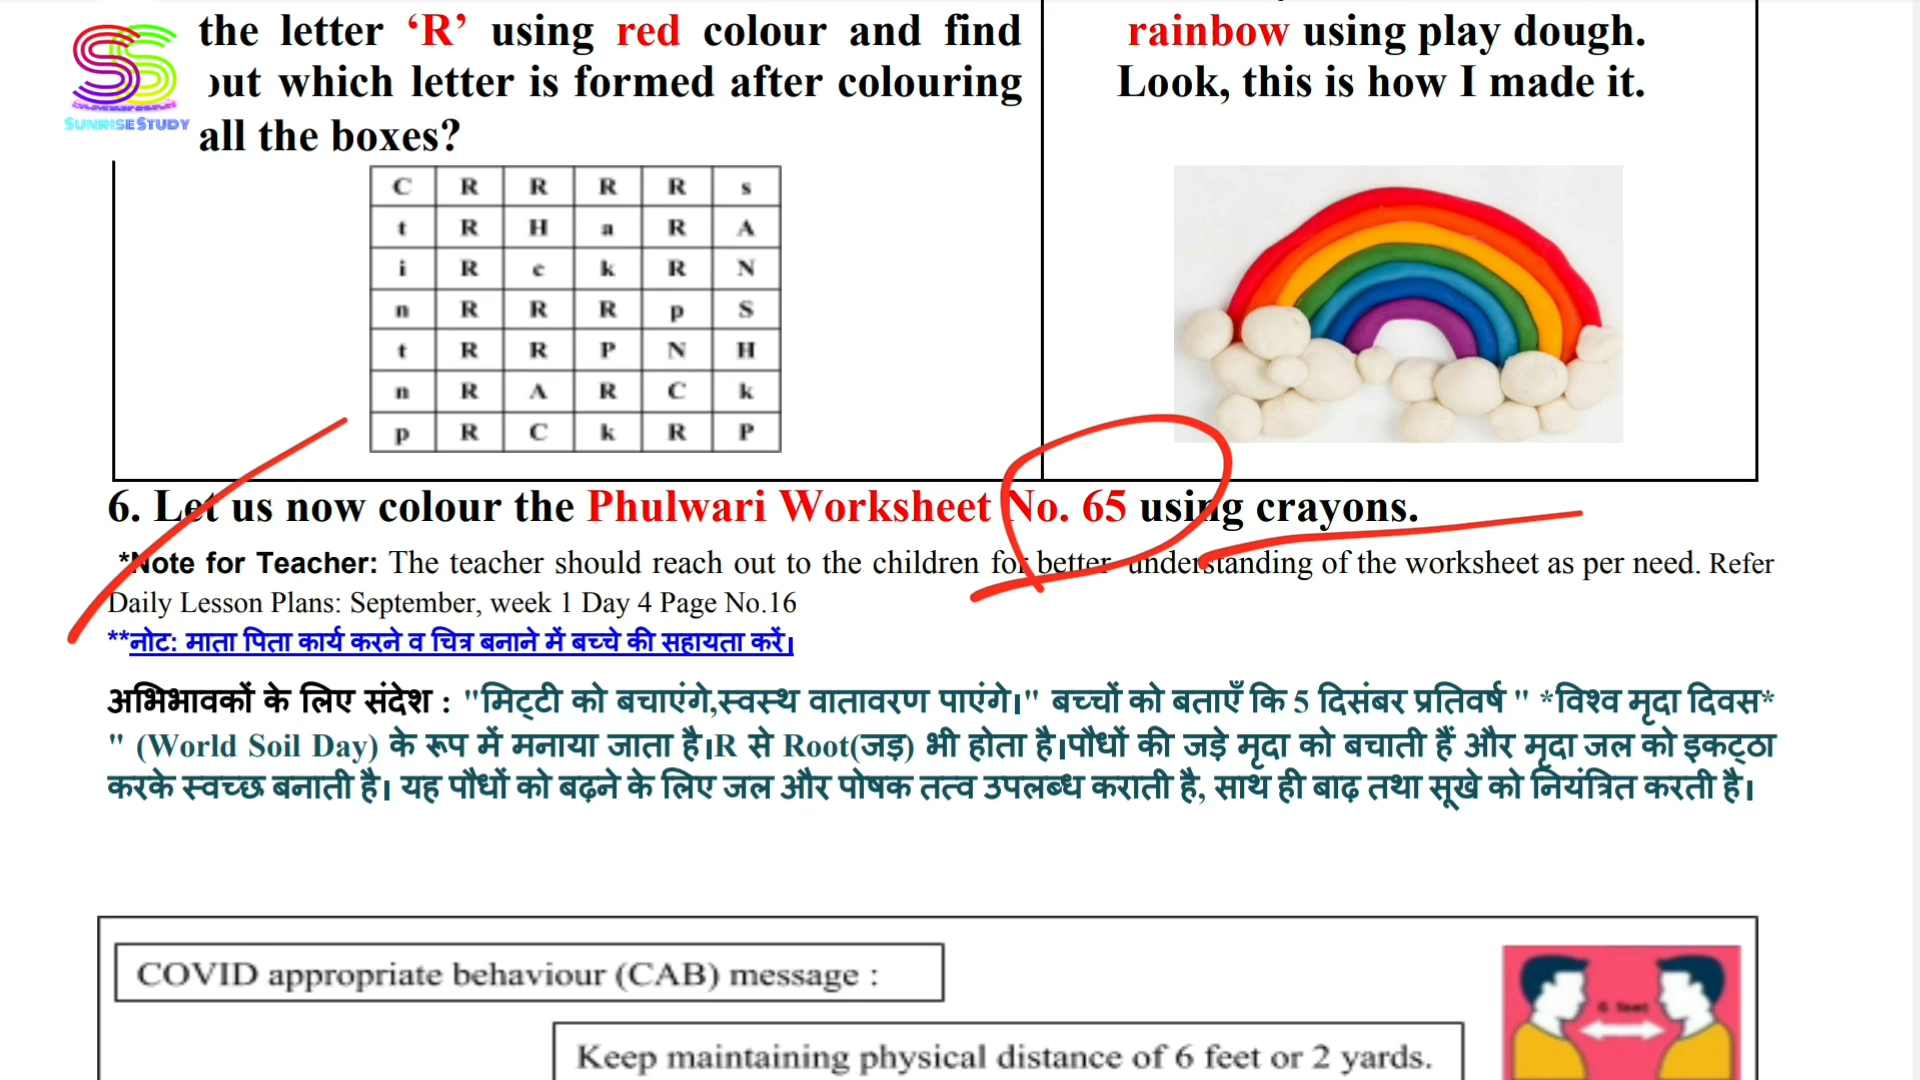 SUNRISESTUDY
the letter ‘R’ using red colour and find
out which letter is formed after colouring
all the boxes?
C R R R R s
t R H a R A
i R e k R N
n R R R p S
t R R P N H
n R A R C k
p R C k R P
rainbow using play dough.
Look, this is how I made it.
6. Let us now colour the Phulwari Worksheet No. 65 using crayons.
*Note for Teacher: The teacher should reach out to the children for better understanding of the worksheet as per need. Refer
Daily Lesson Plans: September, week 1 Day 4 Page No.16
**नोट: माता पिता कार्य करने व चित्र बनाने में बच्चे की सहायता करें|
अभिभावकों के लिए संदेश : "मिट्टी को बचाएंगे,स्वस्थ वातावरण पाएंगे।" बच्चों को बताएँ कि 5 दिसंबर प्रतिवर्ष " *विश्व मृदा दिवस*
" (World Soil Day) के रूप में मनाया जाता है।R से Root(जड़) भी होता है।पौधों की जड़े मृदा को बचाती हैं और मृदा जल को इकट्ठा
करके स्वच्छ बनाती है। यह पौधों को बढ़ने के लिए जल और पोषक तत्व उपलब्ध कराती है, साथ ही बाढ़ तथा सूखे को नियंत्रित करती है।
COVID appropriate behaviour (CAB) message :
Keep maintaining physical distance of 6 feet or 2 yards.
6 feet